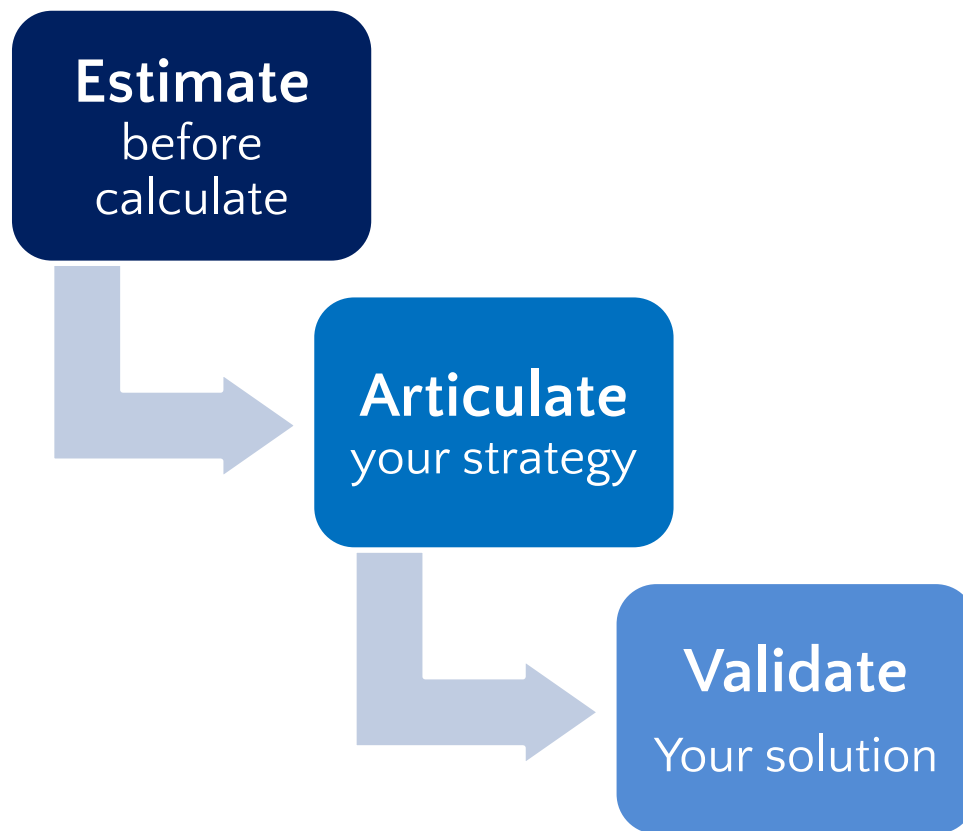 Estimate
before
calculate
Articulate
your strategy
Validate
Your solution